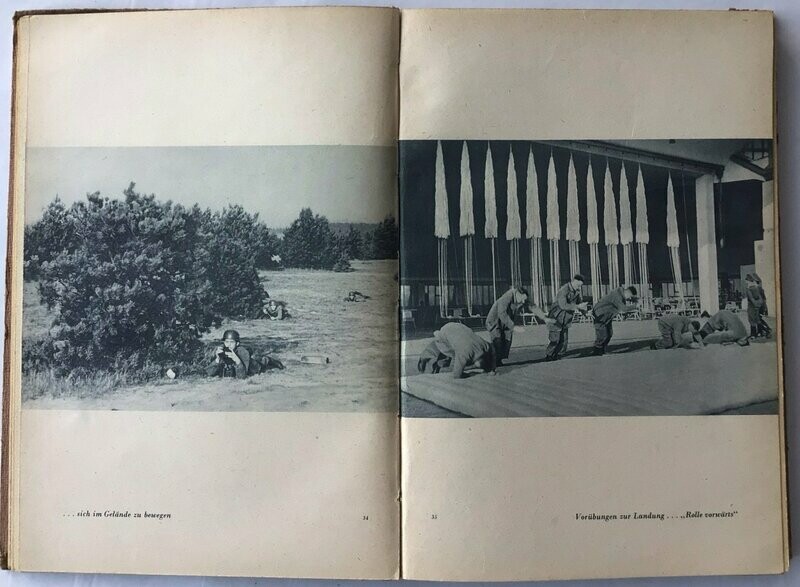 . . . sich im Gelände zu bewegen
34
35
Vorübungen zur Landung . . . „Rolle vorwärts“